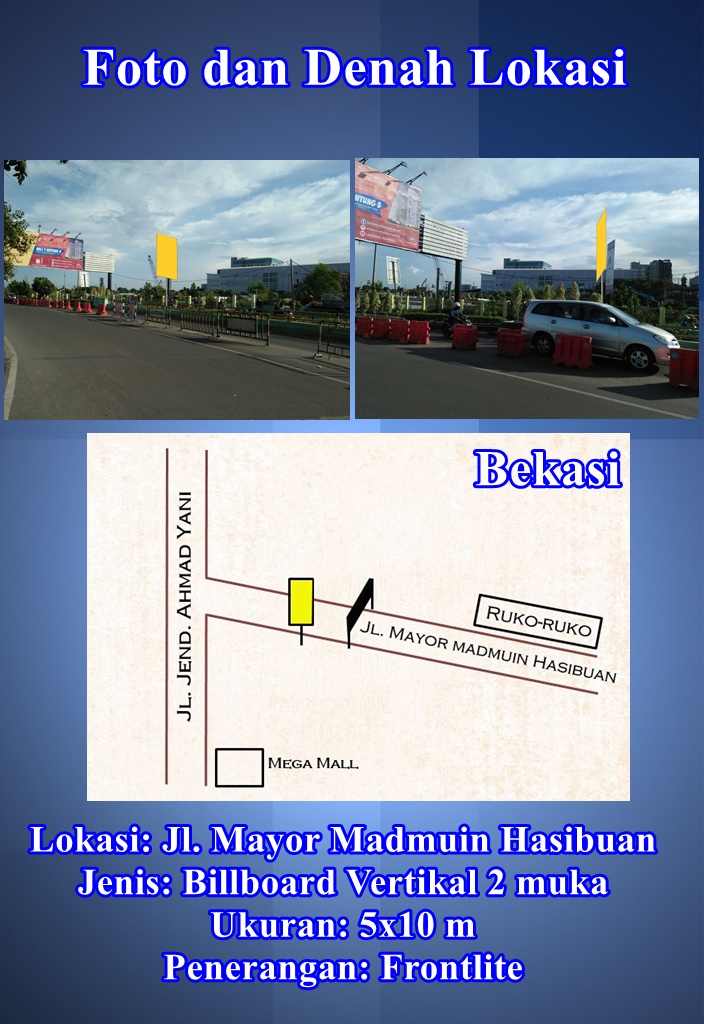 Foto dan Denah Lokasi
Bekasi
JL. JEND. AHMAD YANI
RUKO-RUKO
JL. MAYOR MADMUIN HASIBUAN
MEGA MALL
Lokasi: Jl. Mayor Madmuin Hasibuan
Jenis: Billboard Vertikal 2 muka
Ukuran: 5x10 m
Penerangan: Frontlite